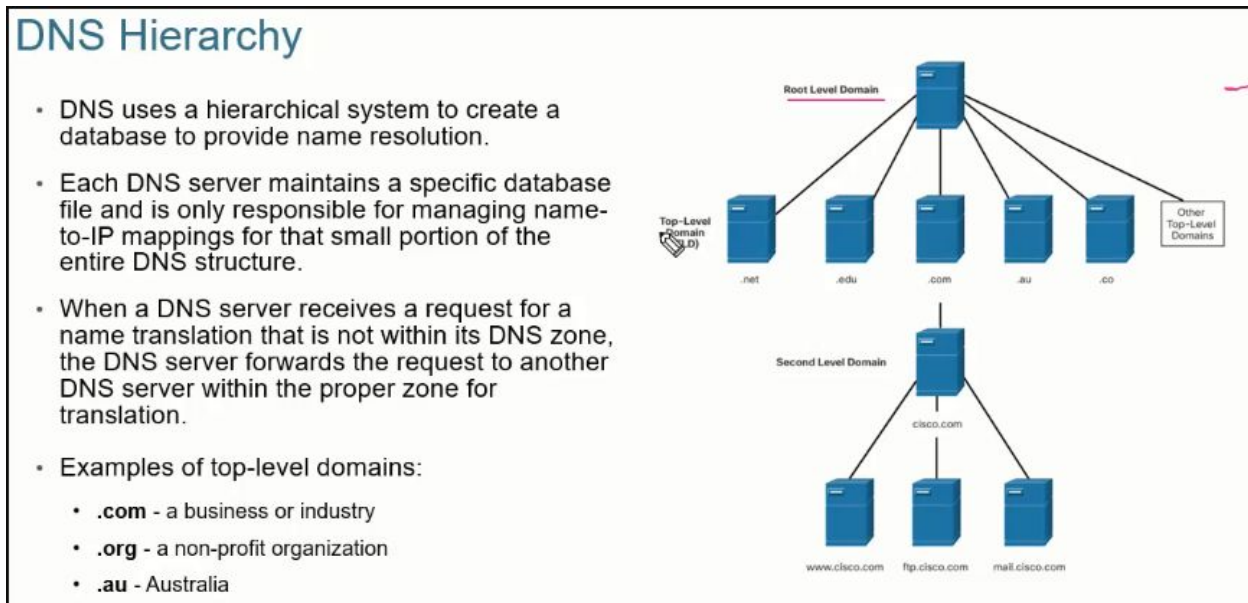 DNS Hierarchy
• DNS uses a hierarchical system to create a
database to provide name resolution.
• Each DNS server maintains a specific database
file and is only responsible for managing name-
to-IP mappings for that small portion of the
entire DNS structure.
• When a DNS server receives a request for a
name translation that is not within its DNS zone,
the DNS server forwards the request to another
DNS server within the proper zone for
translation.
• Examples of top-level domains:
• .com - a business or industry
• .org - a non-profit organization
• .au - Australia
Root Level Domain
Top-Level
Domain
.net
.edu
.com
.au
.co
Other
Top-Level
Domains
Second Level Domain
cisco.com
www.cisco.com
ftp.cisco.com
mail.cisco.com